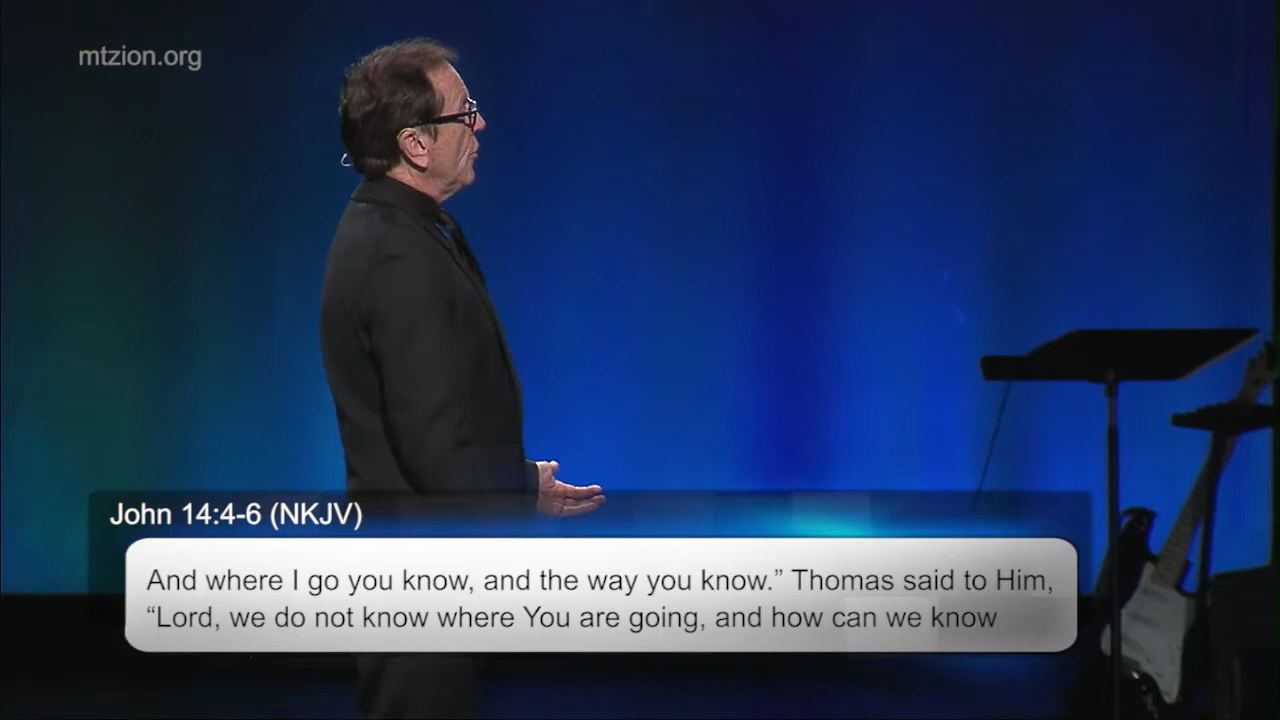 mtzion.org
John 14:4-6 (NKJV)
And where I go you know, and the way you know.” Thomas said to Him,
“Lord, we do not know where You are going, and how can we know